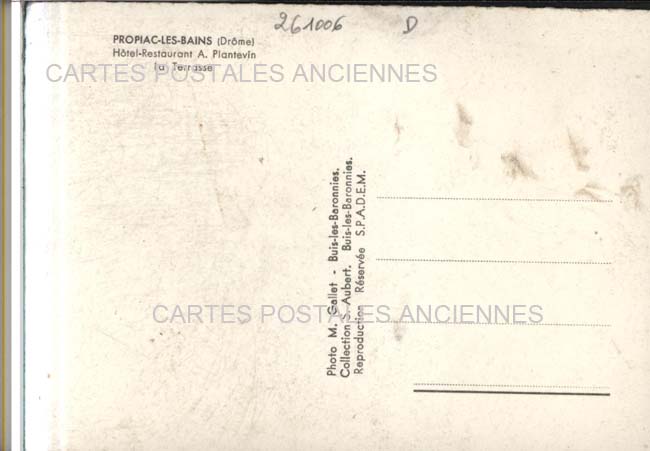 261006 D
PROPIAC-LES-BAINS (Drôme)
Hôtel-Restaurant A. Plantevin
La Terrasse
CARTES POSTALES ANCIENNES
Photo M. Gallet - Buis-les-Baronnies.
Collection S. Aubert. Buis-les-Baronnies.
Reproduction Réservée S.P.A.D.E.M.
CARTES POSTALES ANCIENNES